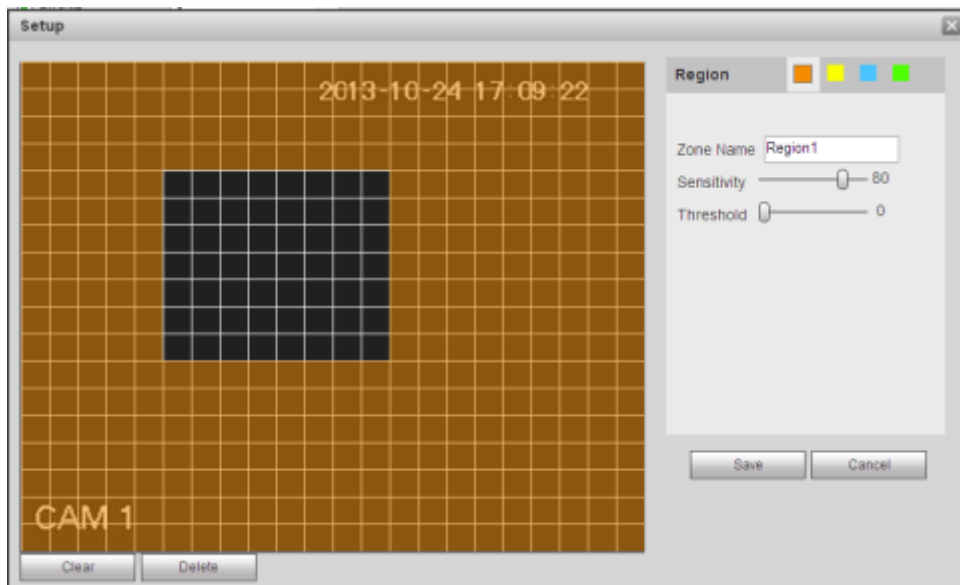 Setup
2013-10-24 17:09:22
CAM 1
Clear
Delete
Region
Zone Name
Region1
Sensitivity
80
Threshold
0
Save
Cancel